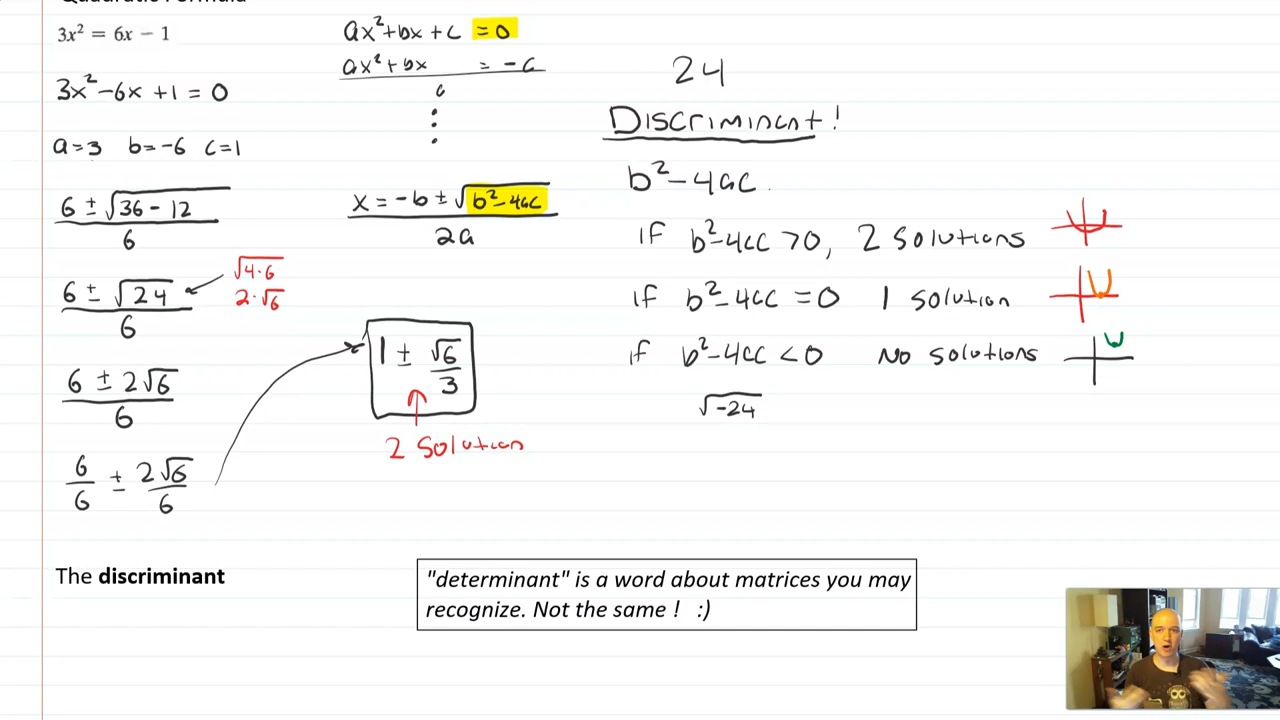 Quadratic Formula
3x² = 6x − 1
3x² - 6x + 1 = 0
a = 3 b = -6 c = 1
6 ± √36 - 12
6
6 ± √24
6
√4·6
2·√6
6 ± 2√6
6
6/6 ± 2√6/6
ax² + bx + c = 0
ax² + bx = -c
⋮
x = -b ± √b² - 4ac
2a
1 ± √6/3
2 Solution
24
Discriminant!
b² - 4ac
if b² - 4ac > 0, 2 Solutions
if b² - 4ac = 0 1 Solution
if b² - 4ac < 0 No solutions
√-24
The discriminant
"determinant" is a word about matrices you may
recognize. Not the same ! :)